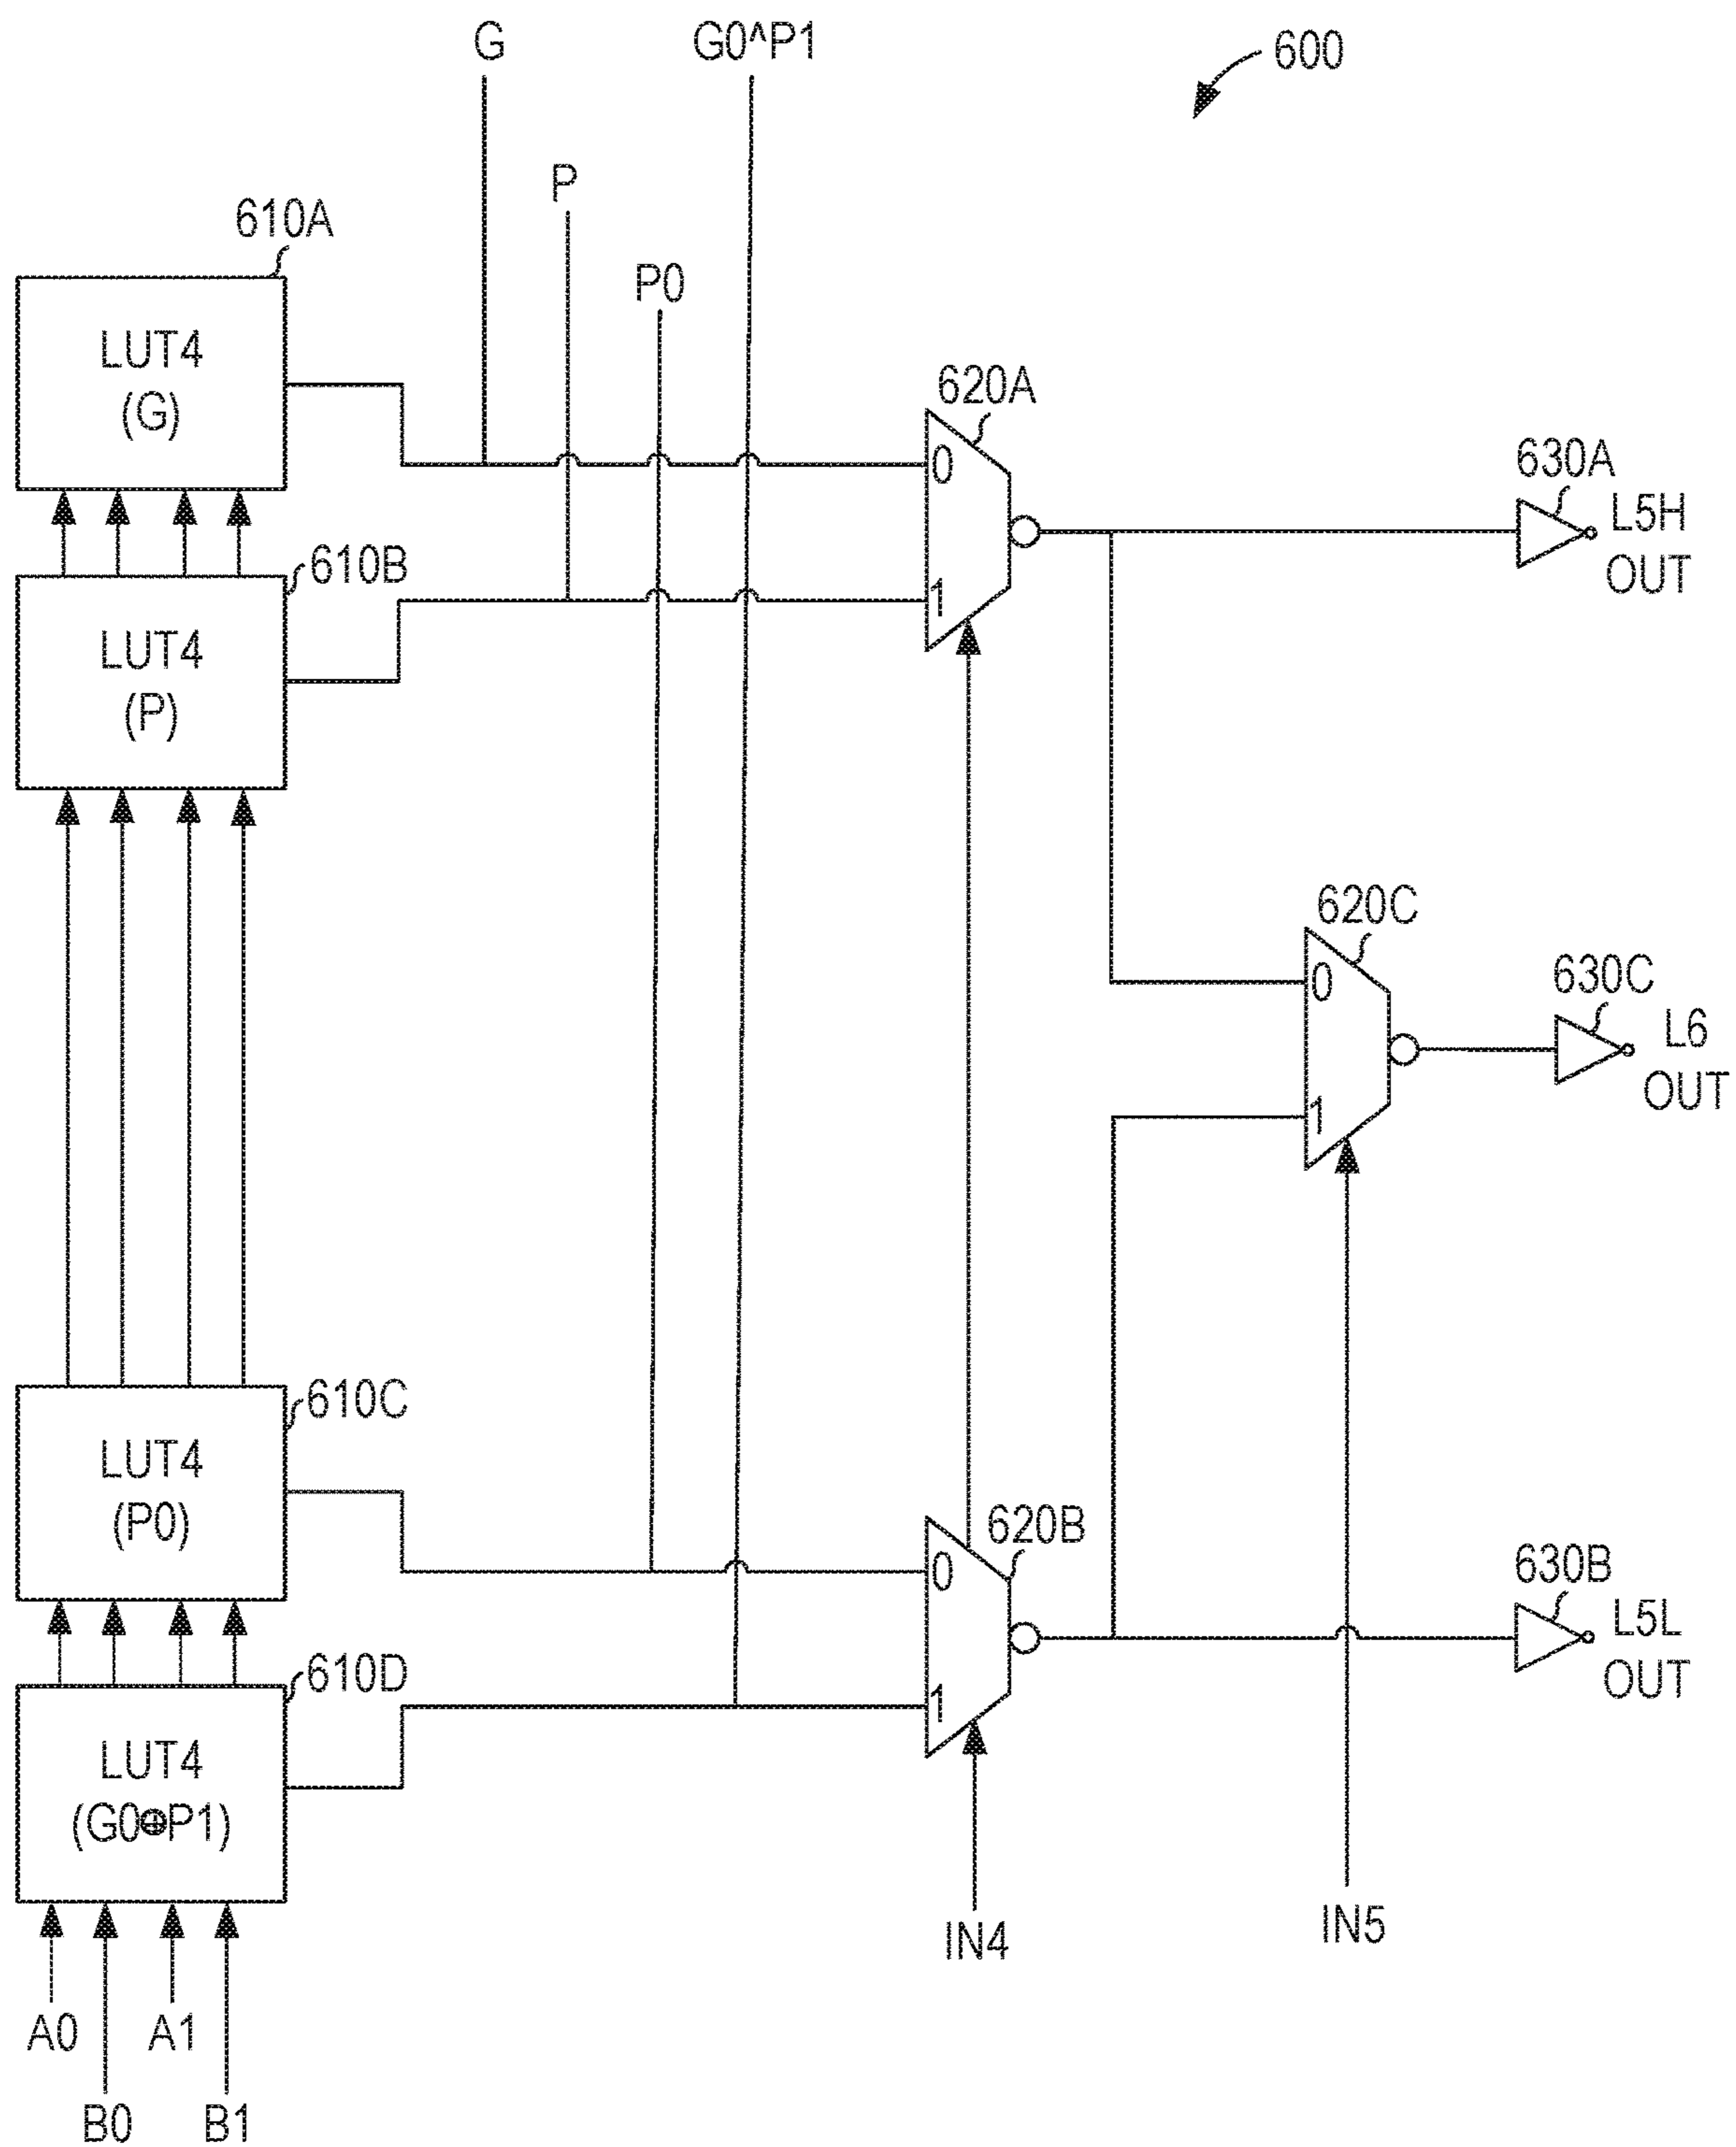 G
G0^P1
600
P
610A
P0
LUT4
(G)
620A
630A
L5H
OUT
610B
0
1
LUT4
(P)
620C
0
630C
L6
OUT
1
610C
LUT4
(P0)
620B
0
630B
L5L
OUT
610D
1
LUT4
(G0⊕P1)
IN4
IN5
A0
A1
B0
B1